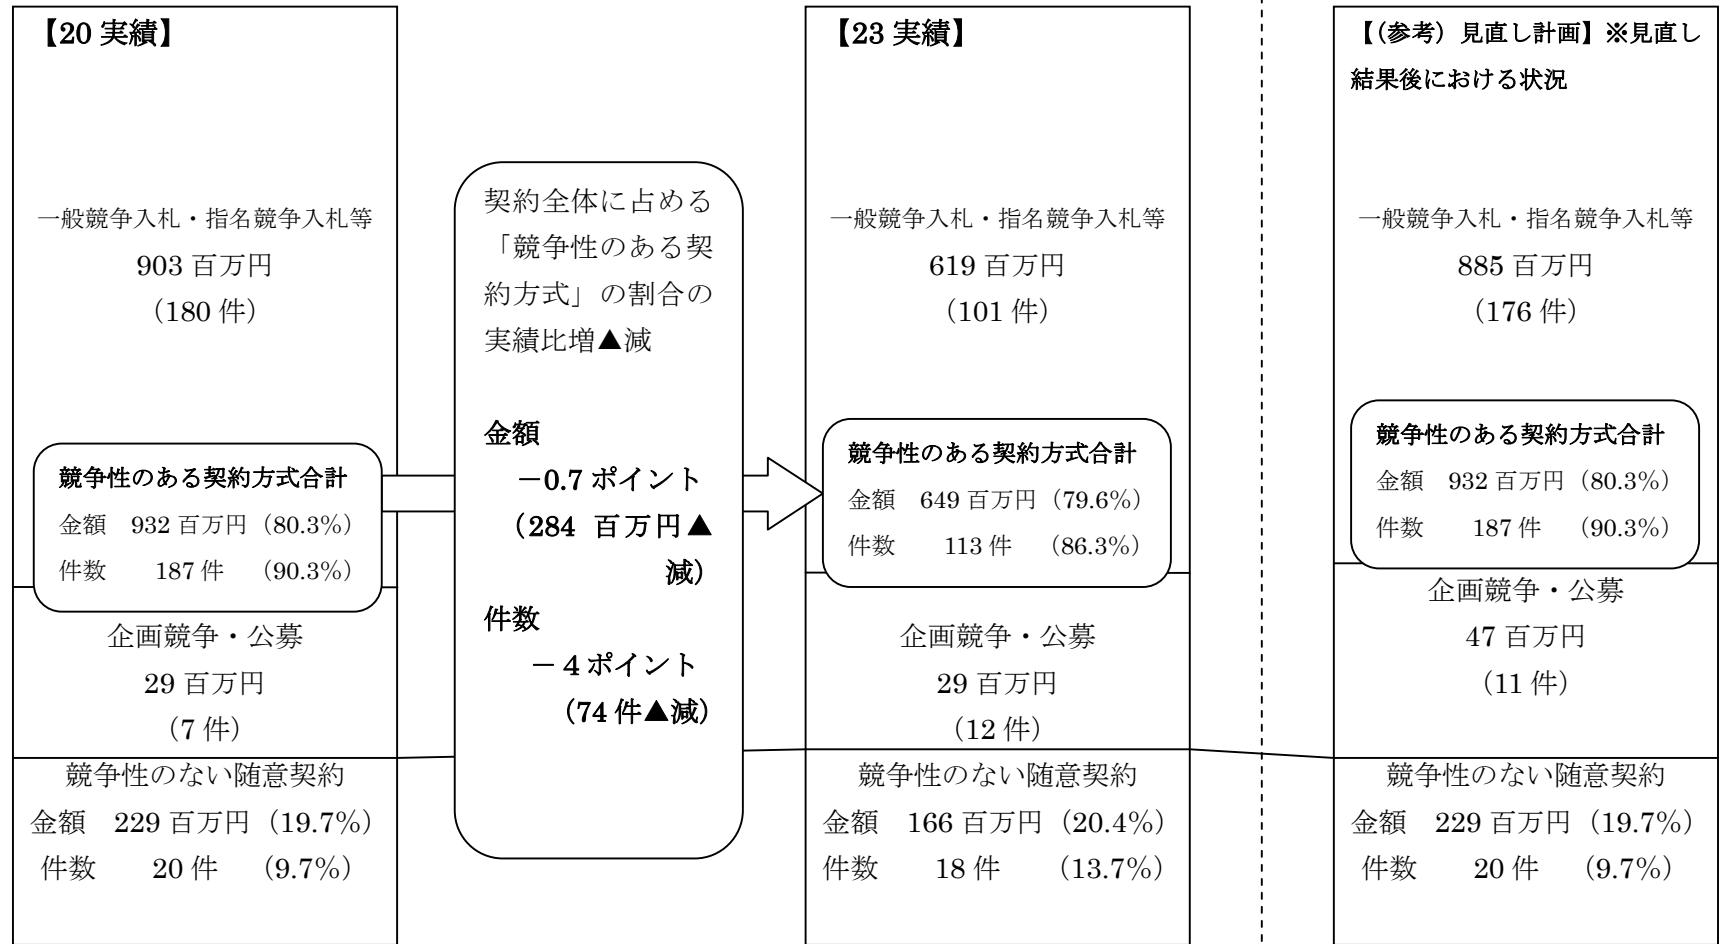 【20 実績】
一般競争入札・指名競争入札等
903 百万円
（180 件）
競争性のある契約方式合計
金額　932 百万円（80.3%）
件数　187 件　（90.3%）
企画競争・公募
29 百万円
（7 件）
競争性のない随意契約
金額　229 百万円（19.7%）
件数　20 件　（9.7%）
契約全体に占める
「競争性のある契
約方式」の割合の
実績比増▲減
金額
－0.7 ポイント
（284 百万円▲
減）
件数
－４ポイント
（74 件▲減）
【23 実績】
一般競争入札・指名競争入札等
619 百万円
（101 件）
競争性のある契約方式合計
金額　649 百万円（79.6%）
件数　113 件　（86.3%）
企画競争・公募
29 百万円
（12 件）
競争性のない随意契約
金額　166 百万円（20.4%）
件数　18 件　（13.7%）
【（参考）見直し計画】※見直し
結果後における状況
一般競争入札・指名競争入札等
885 百万円
（176 件）
競争性のある契約方式合計
金額　932 百万円（80.3%）
件数　187 件　（90.3%）
企画競争・公募
47 百万円
（11 件）
競争性のない随意契約
金額　229 百万円（19.7%）
件数　20 件　（9.7%）